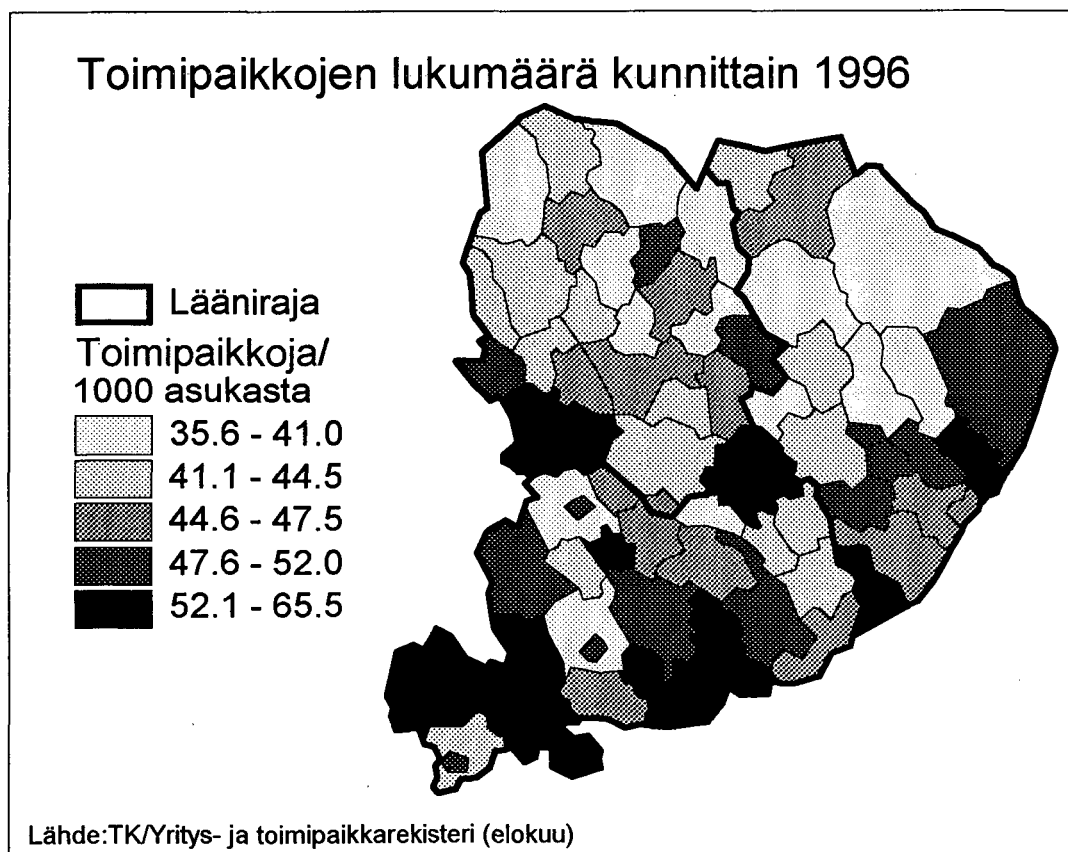 Toimipaikkojen lukumäärä kunnittain 1996
Lääniraja
Toimipaikkoja/
1000 asukasta
35.6 - 41.0
41.1 - 44.5
44.6 - 47.5
47.6 - 52.0
52.1 - 65.5
Lähde:TK/Yritys- ja toimipaikkarekisteri (elokuu)